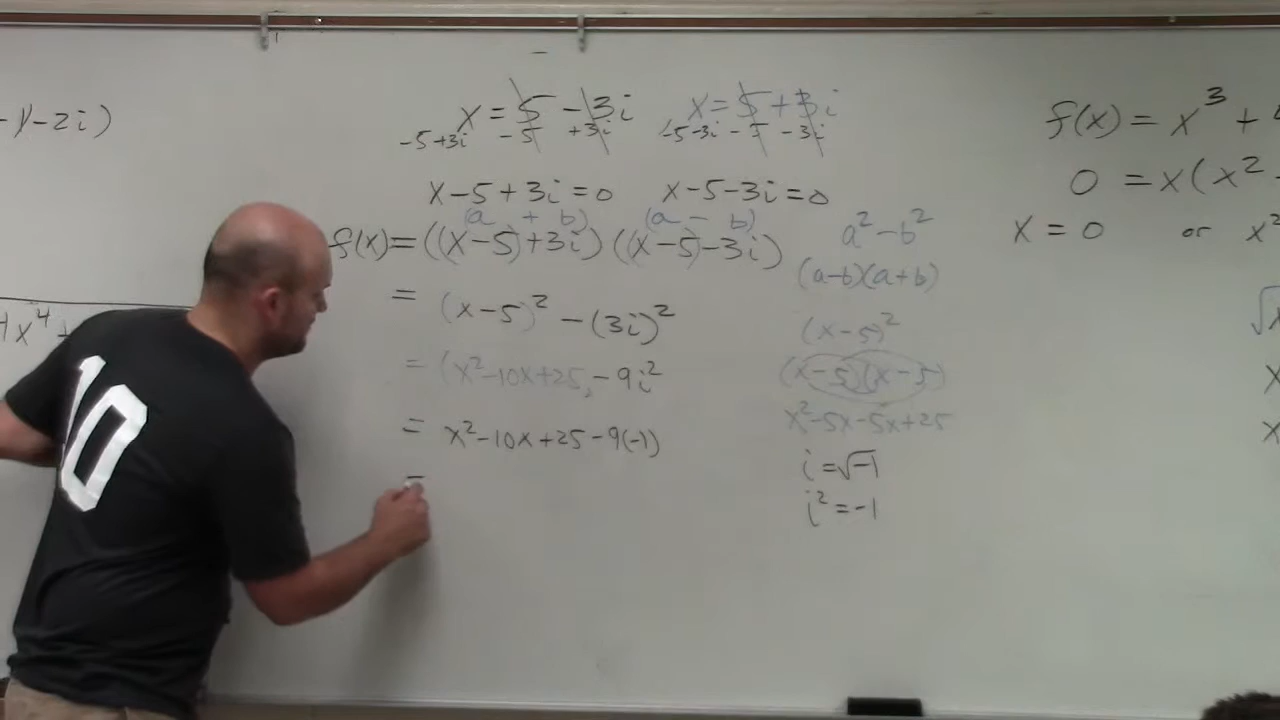 -1-2i)
4x⁴ +
10
x = 5 - 3i
-5+3i -5 +3i
x - 5 + 3i = 0
x = 5 + 3i
-5-3i -5 -3i
x - 5 - 3i = 0
(a + b) (a - b)
f(x) = ((x-5)+3i) ((x-5)-3i)
= (x-5)² - (3i)²
= (x²-10x+25, -9i²
= x²-10x+25-9(-1)
=
a² - b²
(a-b)(a+b)
(x-5)²
(x-5)(x-5)
x²-5x-5x+25
i = √-1
i² = -1
f(x) = x³ +
0 = x(x²
x = 0 or x²